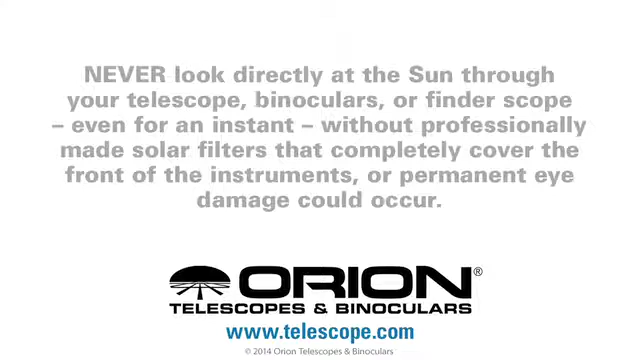 NEVER look directly at the Sun through
your telescope, binoculars, or finder scope
– even for an instant – without professionally
made solar filters that completely cover the
front of the instruments, or permanent eye
damage could occur.
ORION®
TELESCOPES & BINOCULARS
www.telescope.com
© 2014 Orion Telescopes & Binoculars